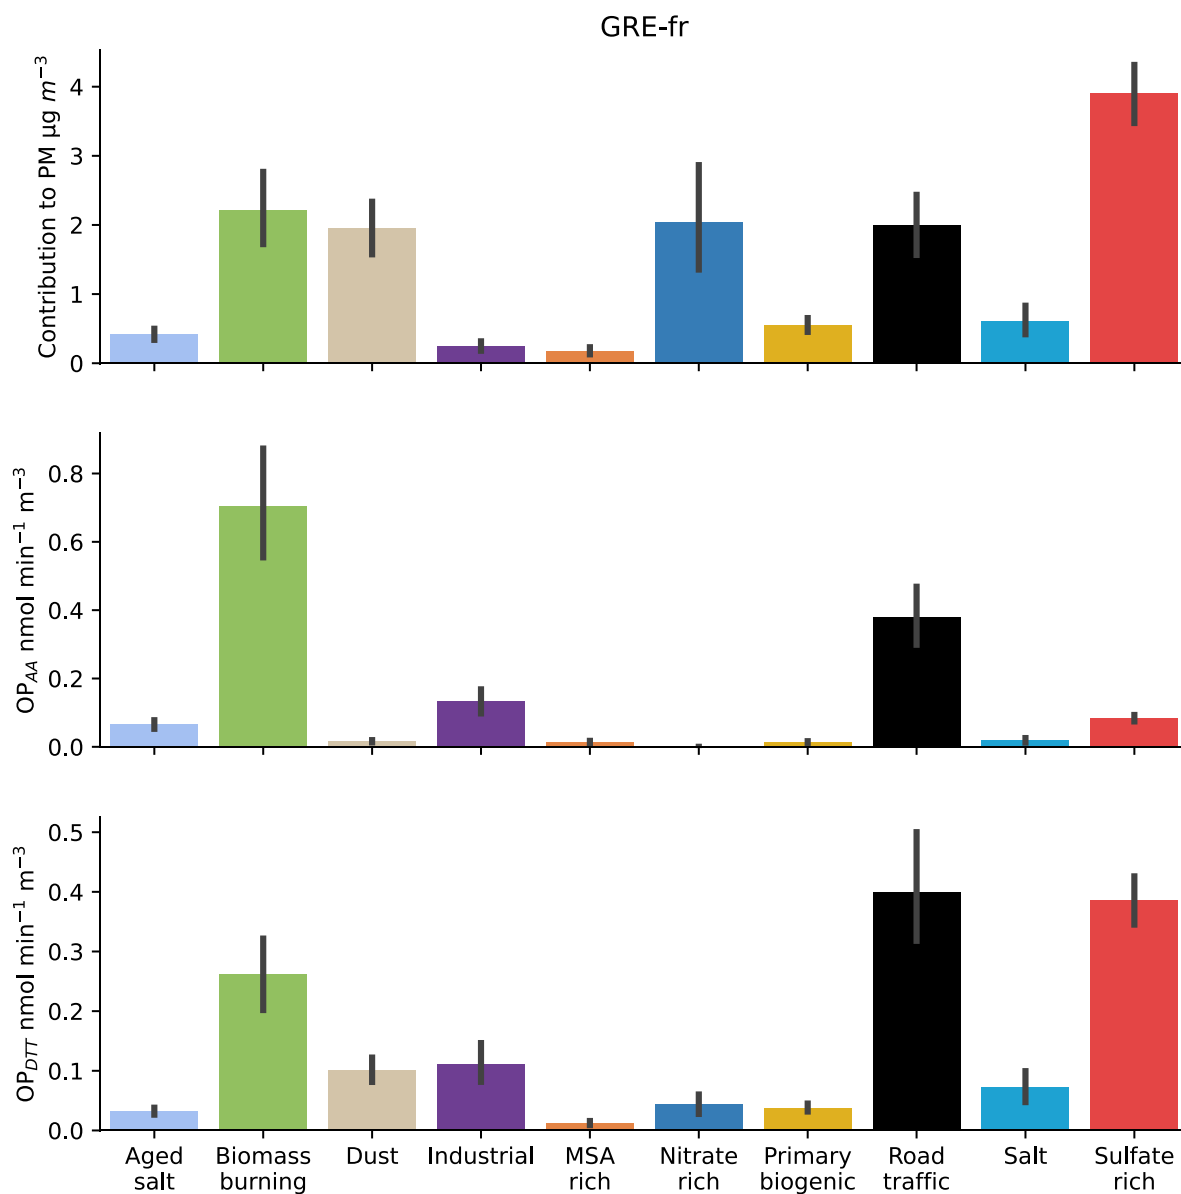 GRE-fr
Contribution to PM µg m⁻³
4
3
2
1
0
OP_AA nmol min⁻¹ m⁻³
0.8
0.6
0.4
0.2
0.0
OP_DTT nmol min⁻¹ m⁻³
0.5
0.4
0.3
0.2
0.1
0.0
Aged
salt
Biomass
burning
Dust
Industrial
MSA
rich
Nitrate
rich
Primary
biogenic
Road
traffic
Salt
Sulfate
rich